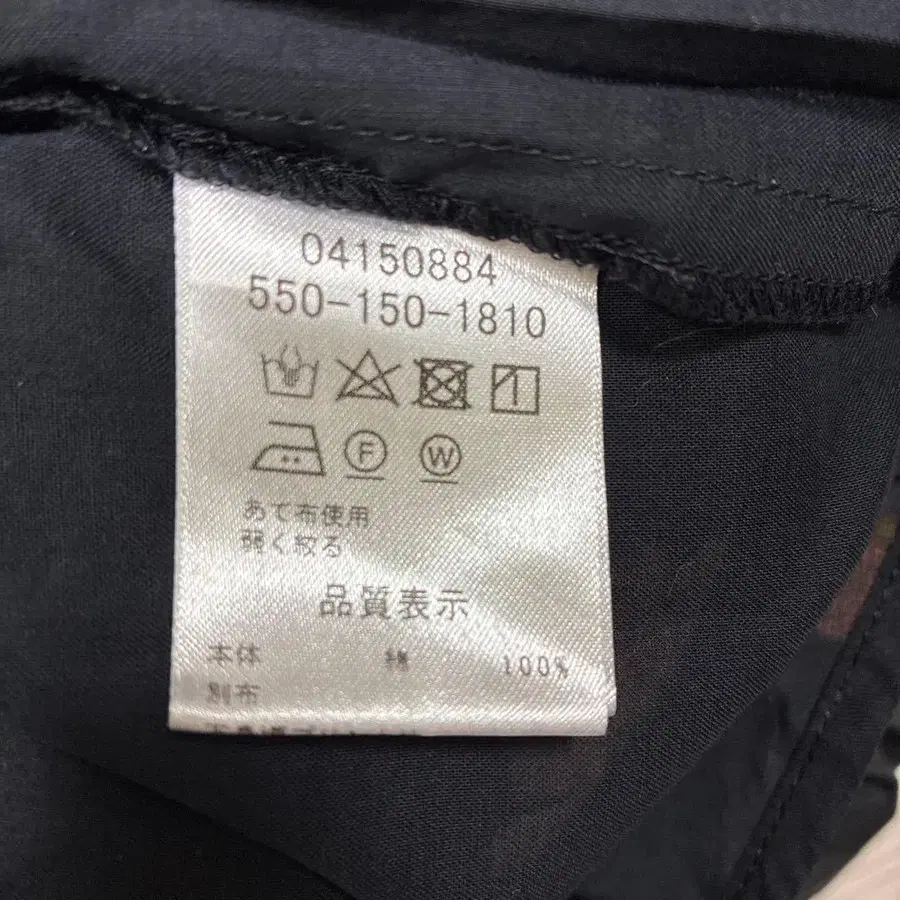 04150884
550-150-1810
F W
あて布使用
弱く絞る
品質表示
本体 綿 100%
別布